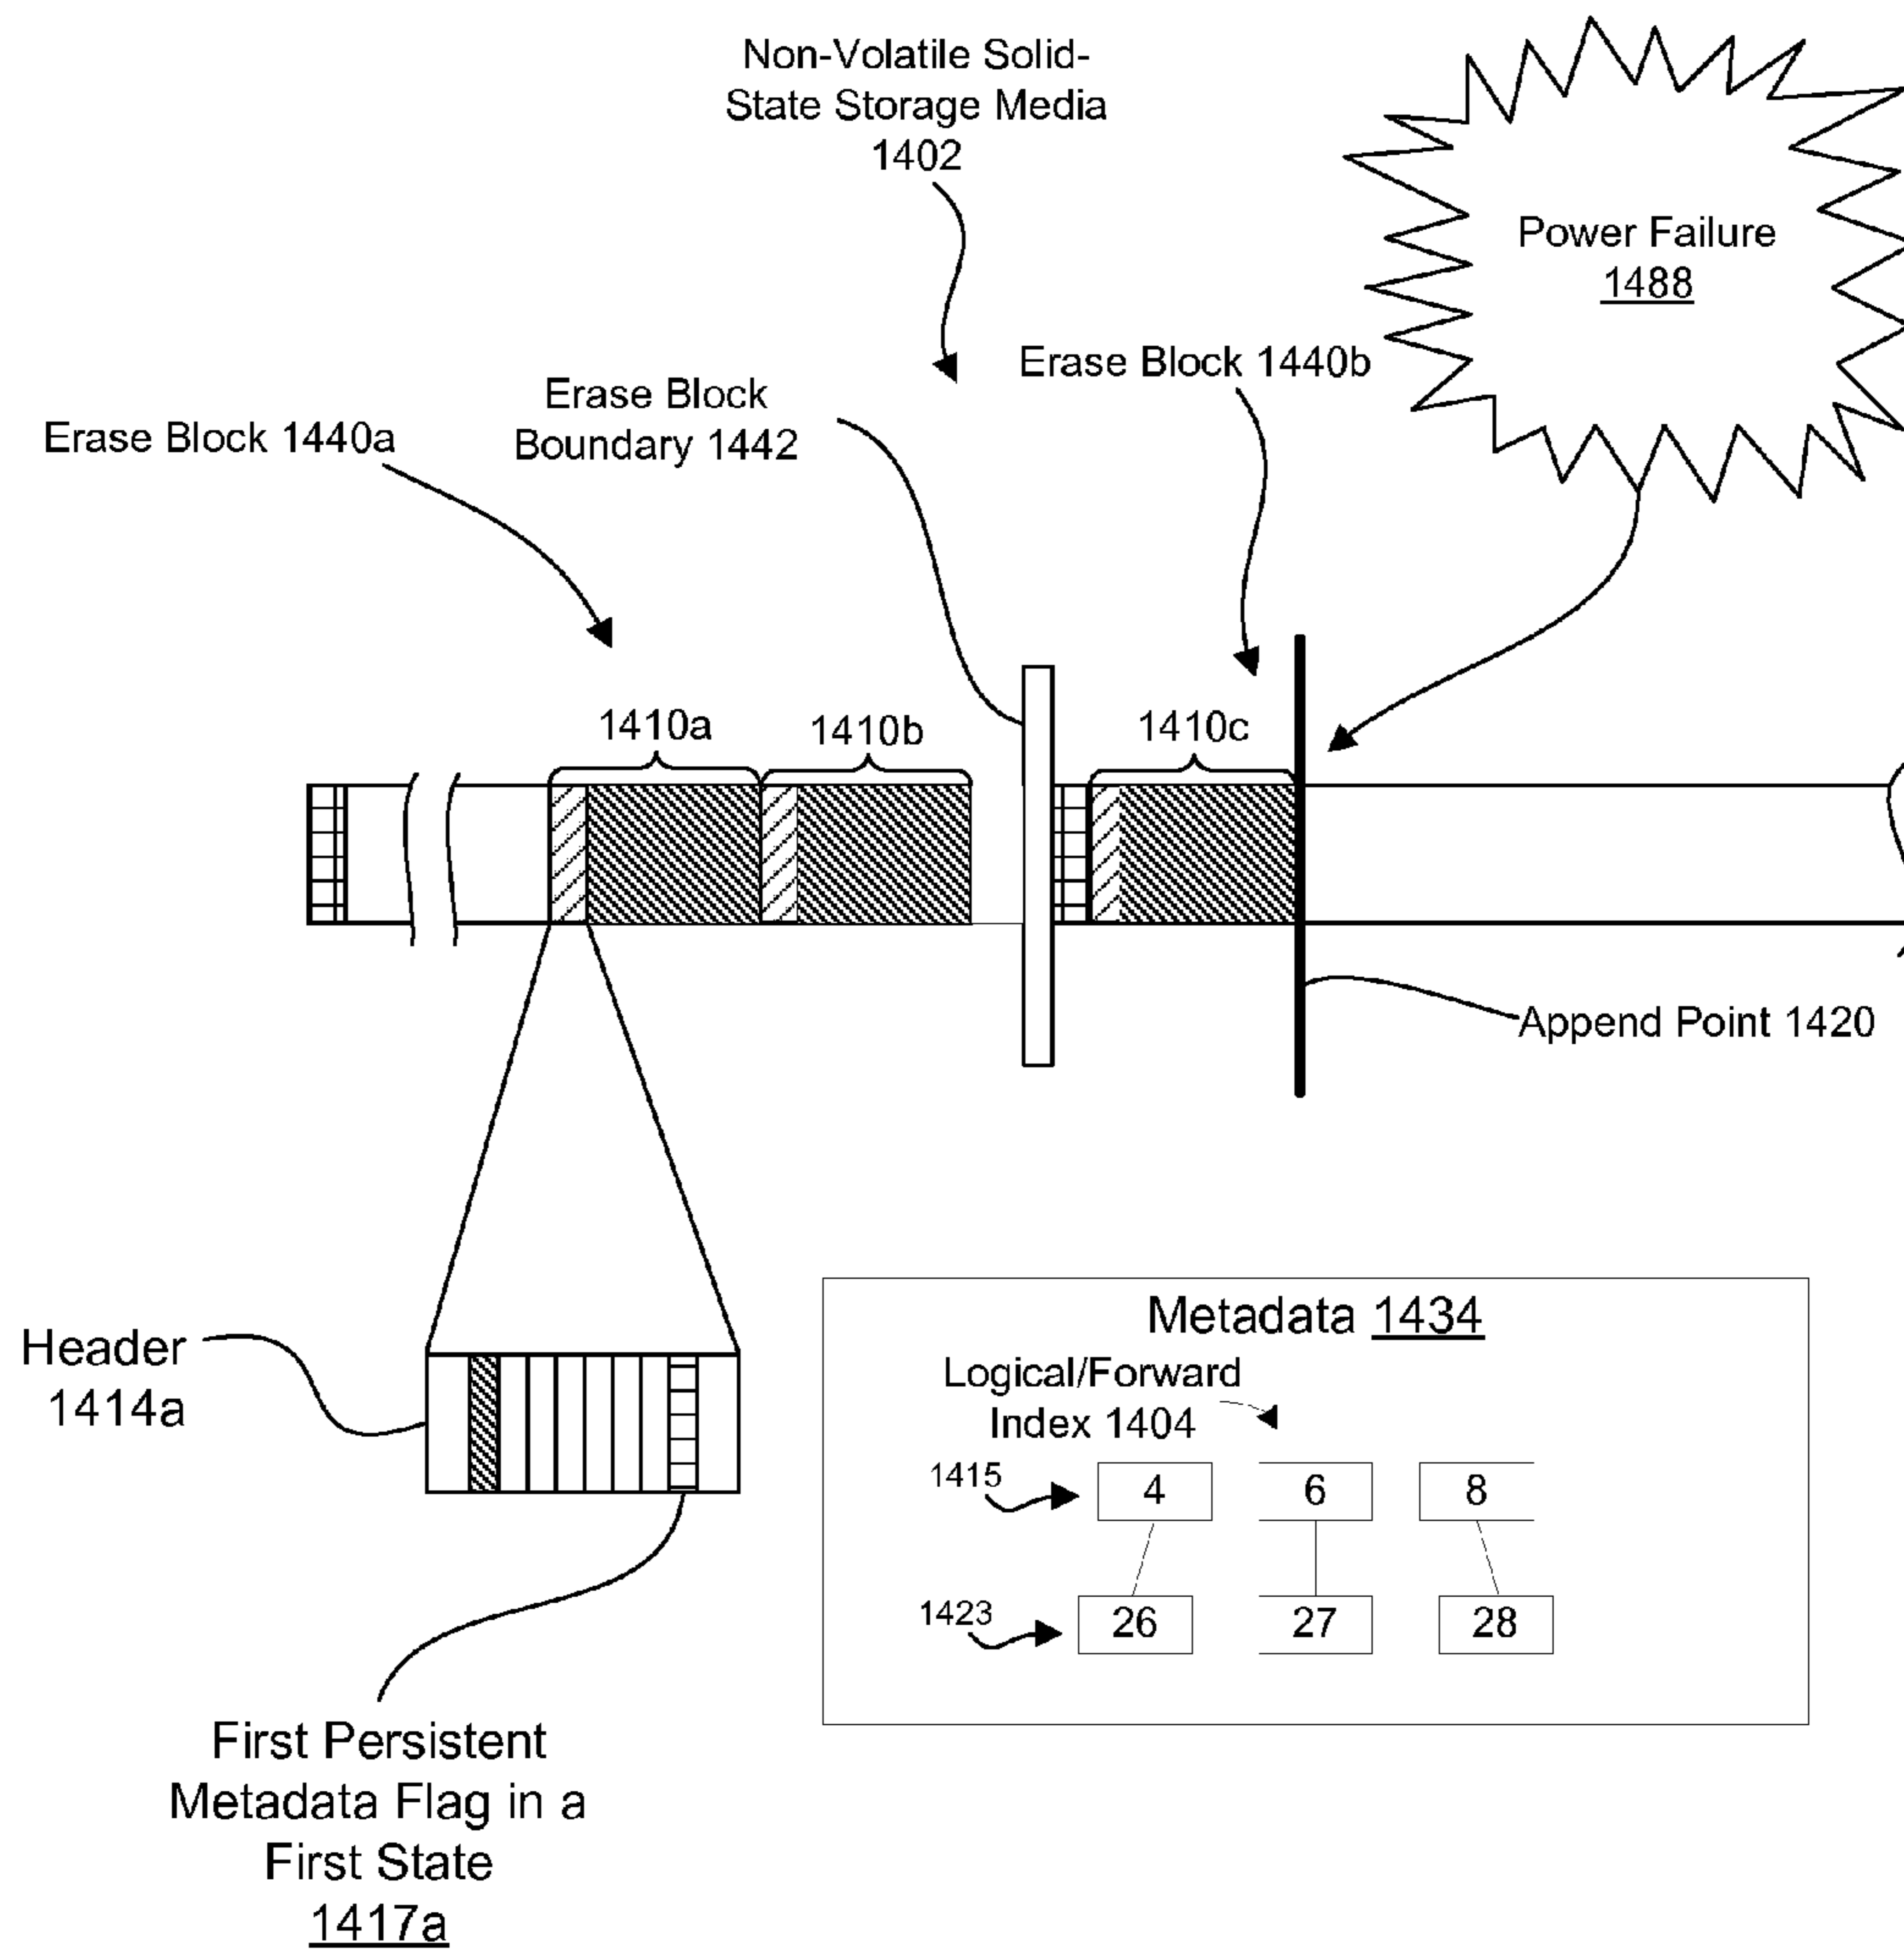 Non-Volatile Solid-
State Storage Media
1402
Power Failure
1488
Erase Block 1440b
Erase Block
Boundary 1442
Erase Block 1440a
1410a
1410b
1410c
Append Point 1420
Header
1414a
Metadata 1434
Logical/Forward
Index 1404
1415
4
6
8
1423
26
27
28
First Persistent
Metadata Flag in a
First State
1417a